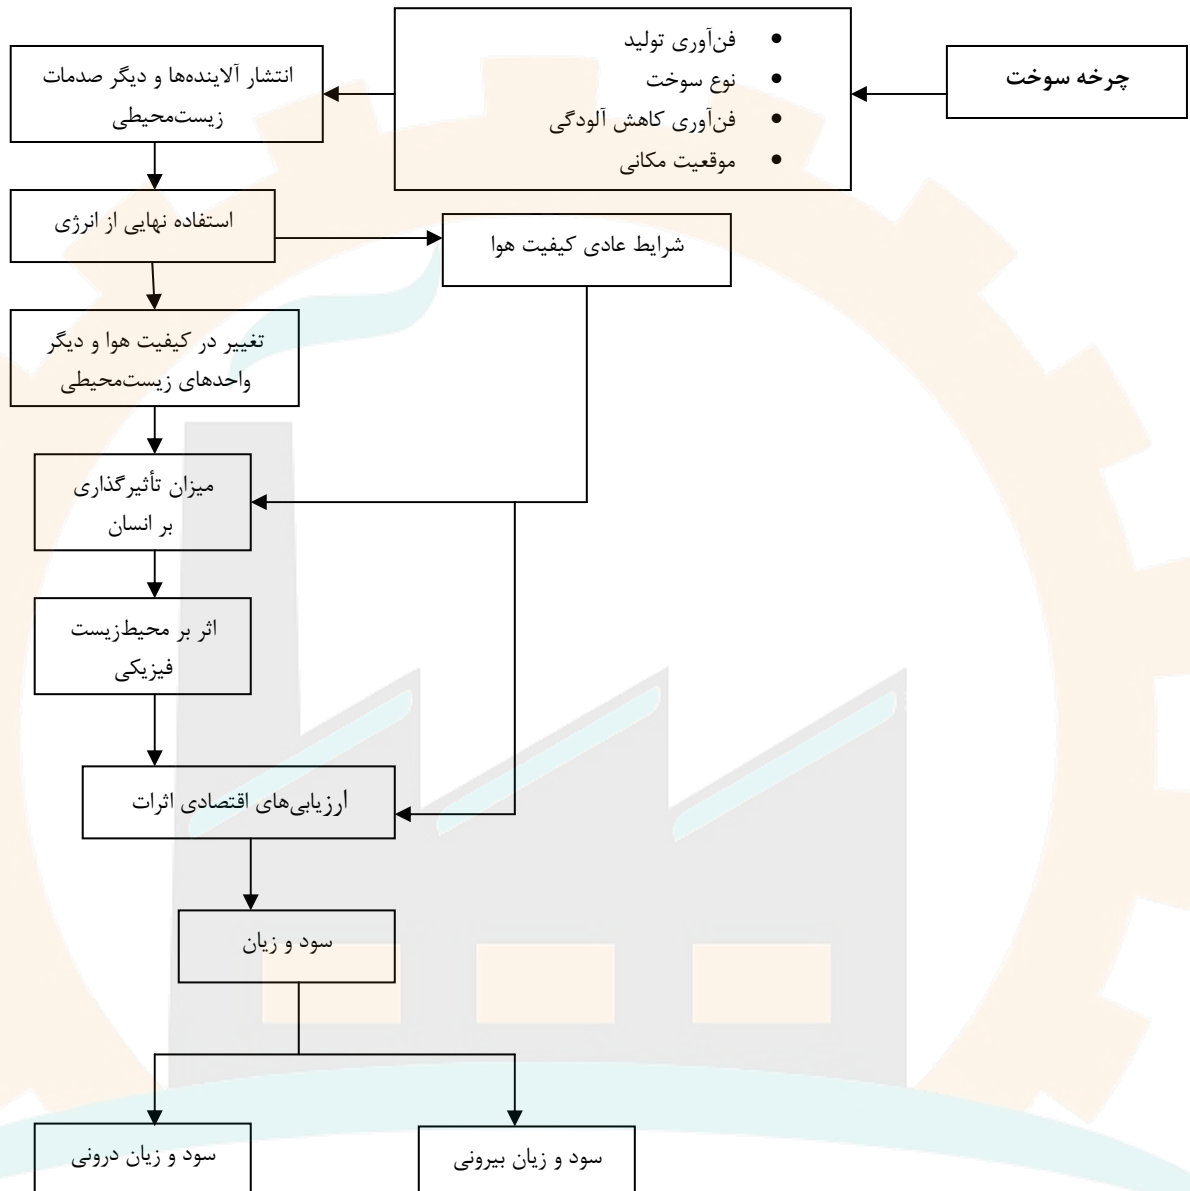 چرخه سوخت
• فن‌آوری تولید
• نوع سوخت
• فن‌آوری کاهش آلودگی
• موقعیت مکانی
انتشار آلاینده‌ها و دیگر صدمات
زیست‌محیطی
استفاده نهایی از انرژی
شرایط عادی کیفیت هوا
تغییر در کیفیت هوا و دیگر
واحدهای زیست‌محیطی
میزان تأثیرگذاری
بر انسان
اثر بر محیط‌زیست
فیزیکی
ارزیابی‌های اقتصادی اثرات
سود و زیان
سود و زیان بیرونی
سود و زیان درونی